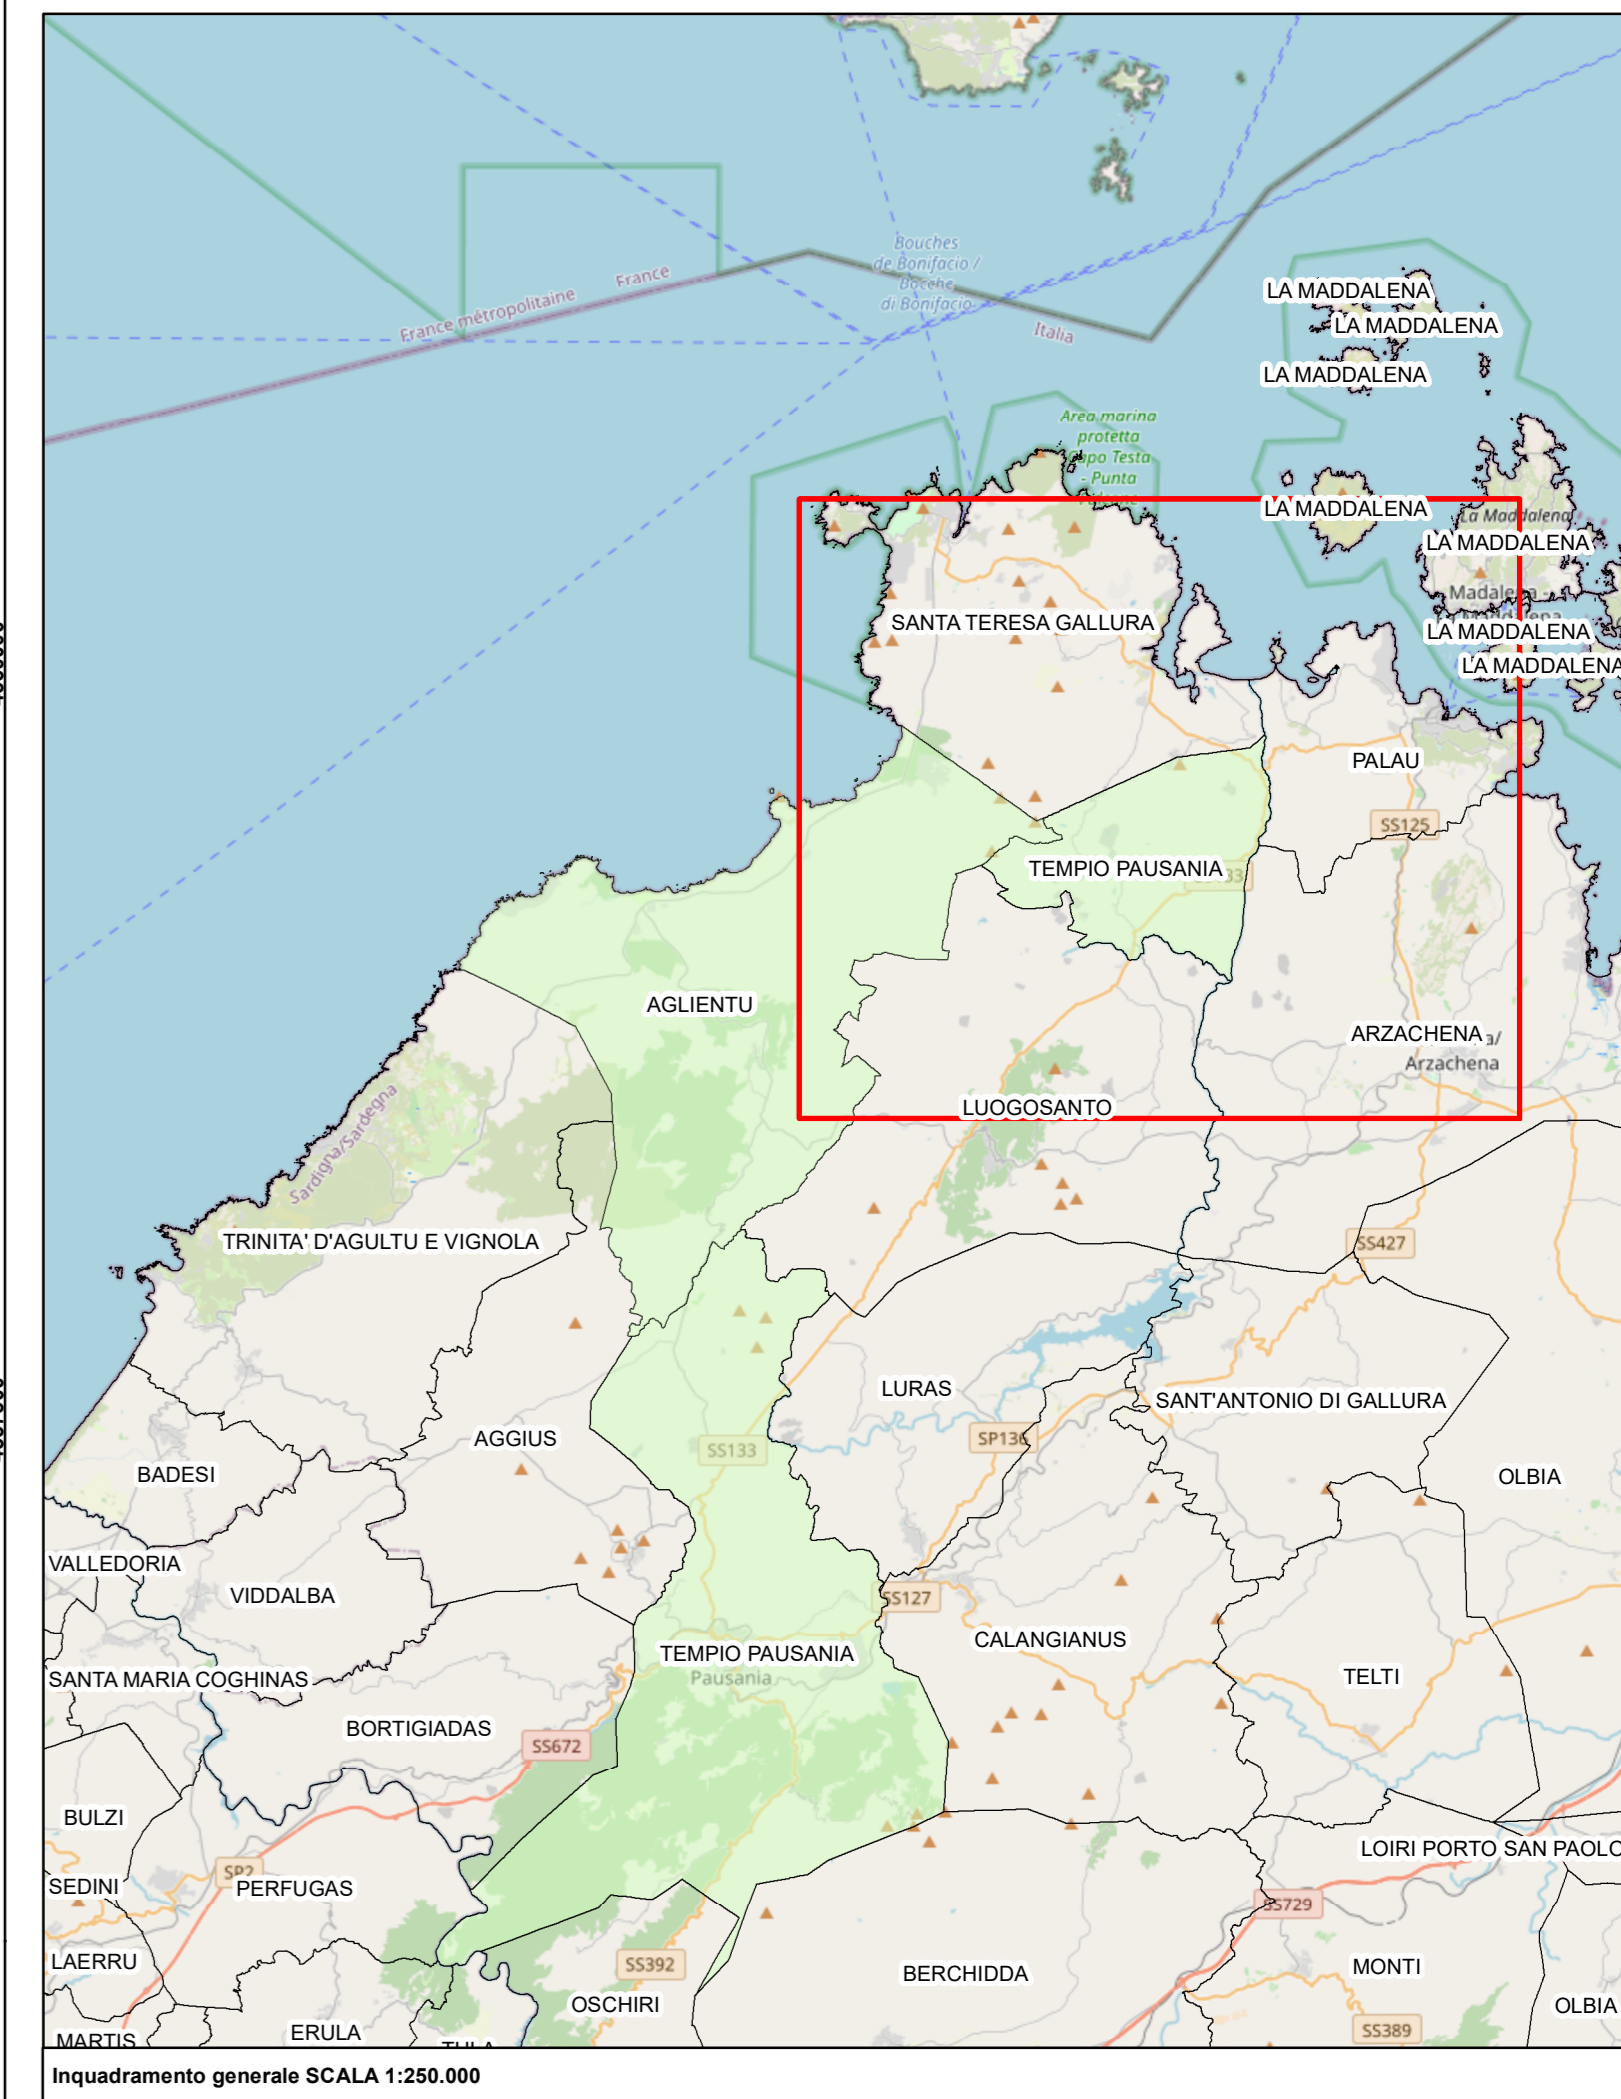 Bouches
de Bonifacio /
Bocche
di Bonifacio
France
France métropolitaine
Italia
LA MADDALENA
LA MADDALENA
LA MADDALENA
Area marina
protetta
Capo Testa
- Punta
LA MADDALENA
La Maddalena
LA MADDALENA
LA MADDALENA
LA MADDALENA
SANTA TERESA GALLURA
PALAU
SS125
TEMPIO PAUSANIA
AGLIENTU
ARZACHENA
Arzachena
LUOGOSANTO
Sardigna/Sardegna
TRINITA' D'AGULTU E VIGNOLA
SS427
LURAS
SANT'ANTONIO DI GALLURA
AGGIUS
SS133
SP136
BADESI
OLBIA
VALLEDORIA
VIDDALBA
SS127
CALANGIANUS
TEMPIO PAUSANIA
Pausania
SANTA MARIA COGHINAS
TELTI
BORTIGIADAS
SS672
BULZI
LOIRI PORTO SAN PAOLO
SP2
SEDINI
PERFUGAS
SS729
LAERRU
SS392
BERCHIDDA
MONTI
OSCHIRI
OLBIA
ERULA
SS389
MARTIS
Inquadramento generale SCALA 1:250.000